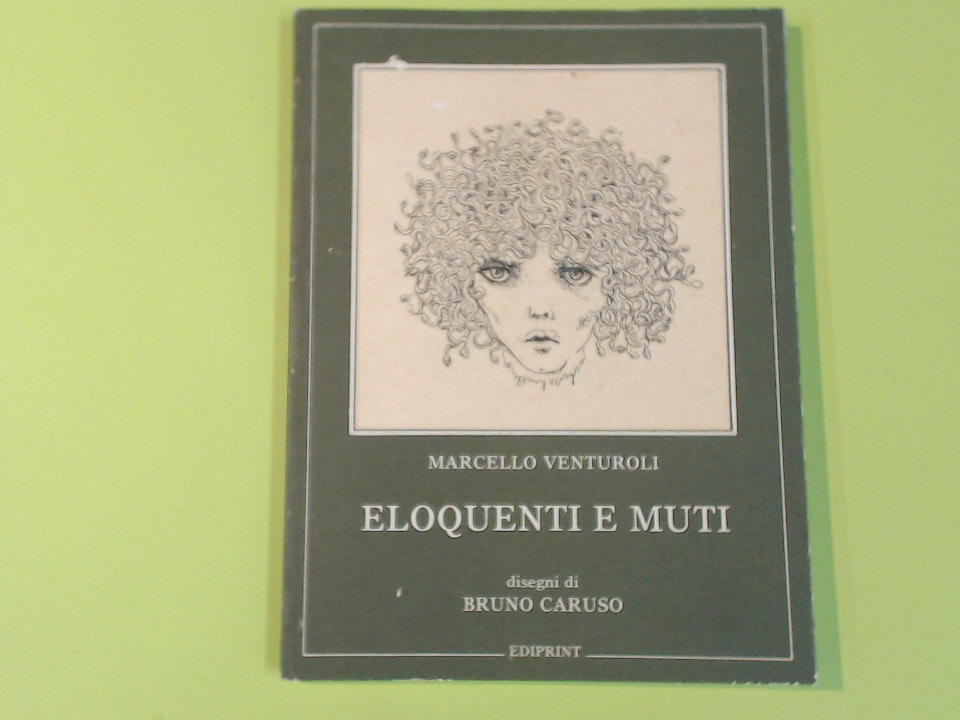 MARCELLO VENTUROLI
ELOQUENTI E MUTI
disegni di
BRUNO CARUSO
EDIPRINT